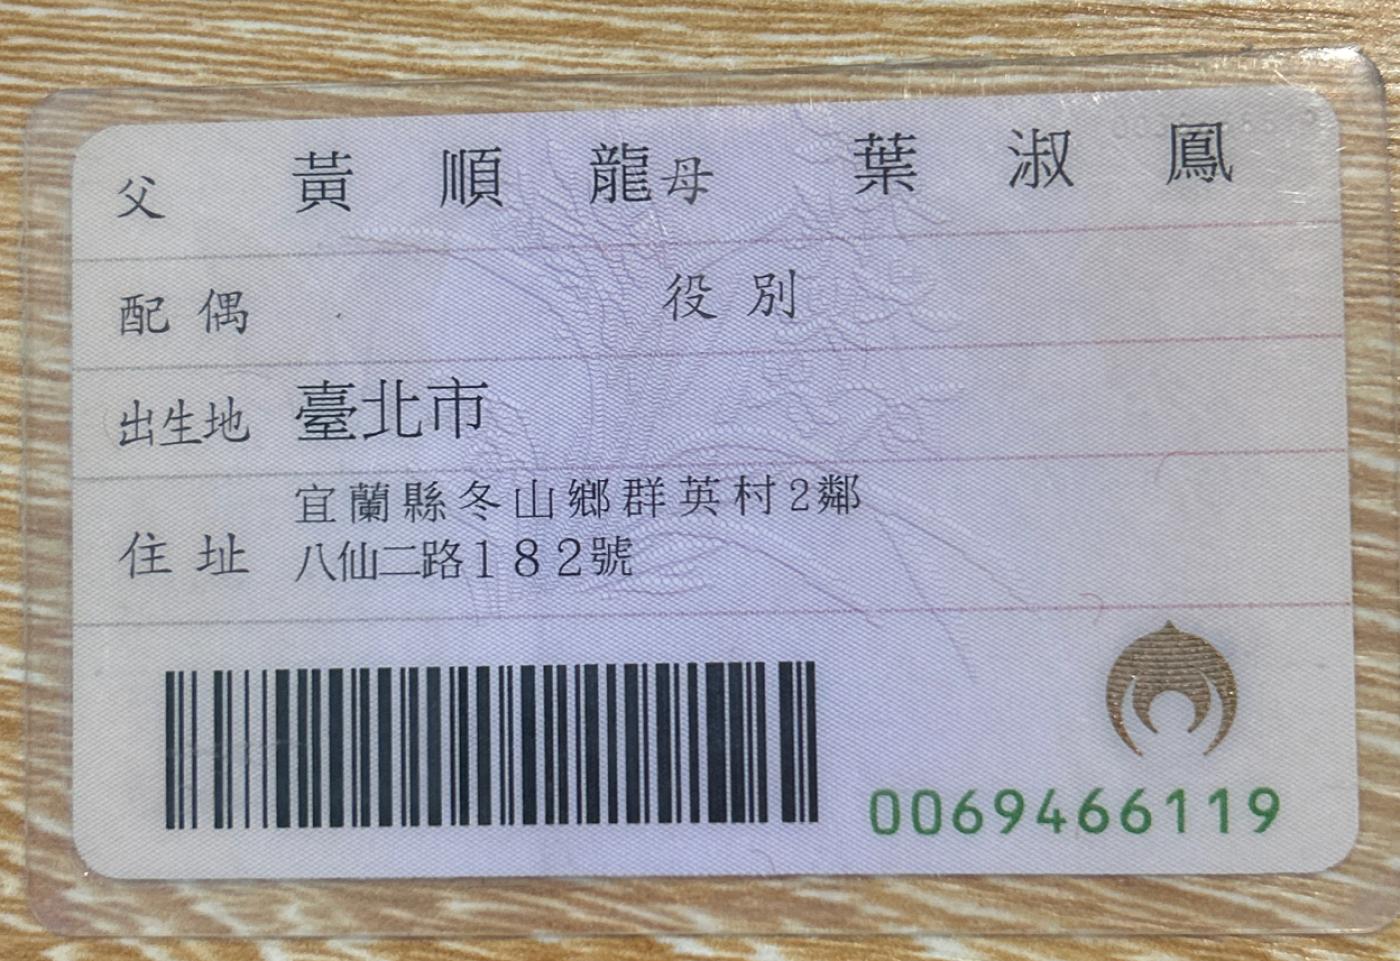 父 黃順龍 母 葉淑鳳
配偶 役別
出生地 臺北市
住址 宜蘭縣冬山鄉群英村2鄰
八仙二路182號
0069466119